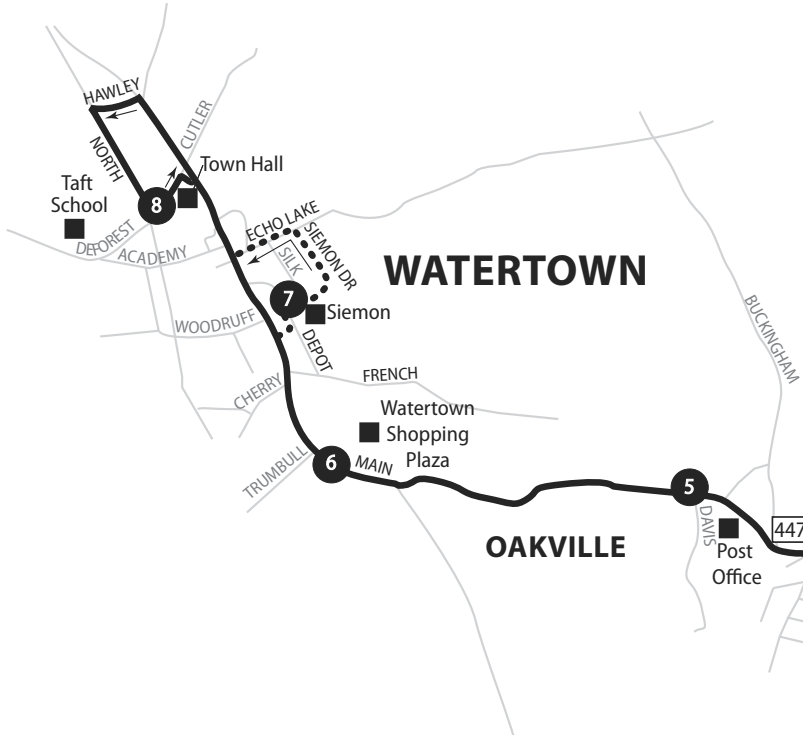 HAWLEY
CUTLER
NORTH
Town Hall
Taft
School
8
DEFOREST
ACADEMY
ECHO LAKE
SIEMON DR
SILK
WATERTOWN
7
Siemon
WOODRUFF
DEPOT
BUCKINGHAM
FRENCH
CHERRY
Watertown
Shopping
Plaza
TRUMBULL
6
MAIN
5
DAVIS
447
OAKVILLE
Post
Office